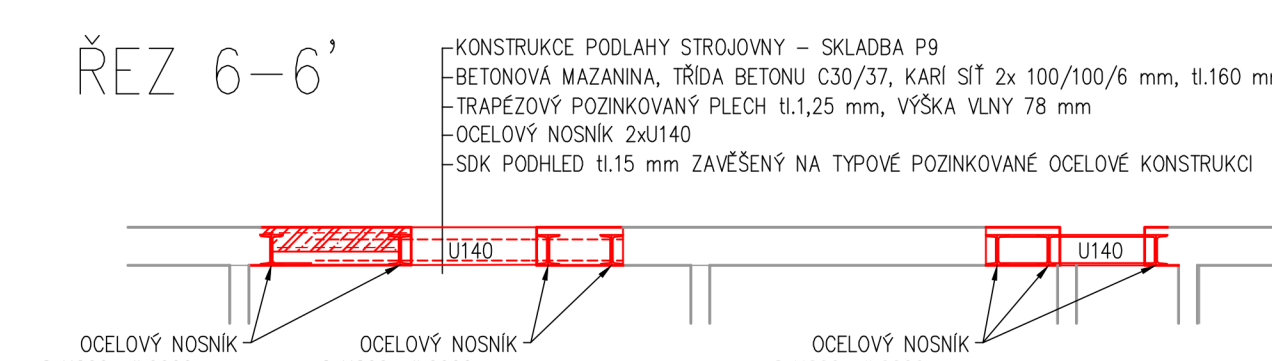 ŘEZ 6–6'
KONSTRUKCE PODLAHY STROJOVNY – SKLADBA P9
BETONOVÁ MAZANINA, TŘÍDA BETONU C30/37, KARÍ SÍŤ 2x 100/100/6 mm, tl.160 mm
TRAPÉZOVÝ POZINKOVANÝ PLECH tl.1,25 mm, VÝŠKA VLNY 78 mm
OCELOVÝ NOSNÍK 2xU140
SDK PODHLED tl.15 mm ZAVĚŠENÝ NA TYPOVÉ POZINKOVANÉ OCELOVÉ KONSTRUKCI
U140 U140
OCELOVÝ NOSNÍK OCELOVÝ NOSNÍK OCELOVÝ NOSNÍK